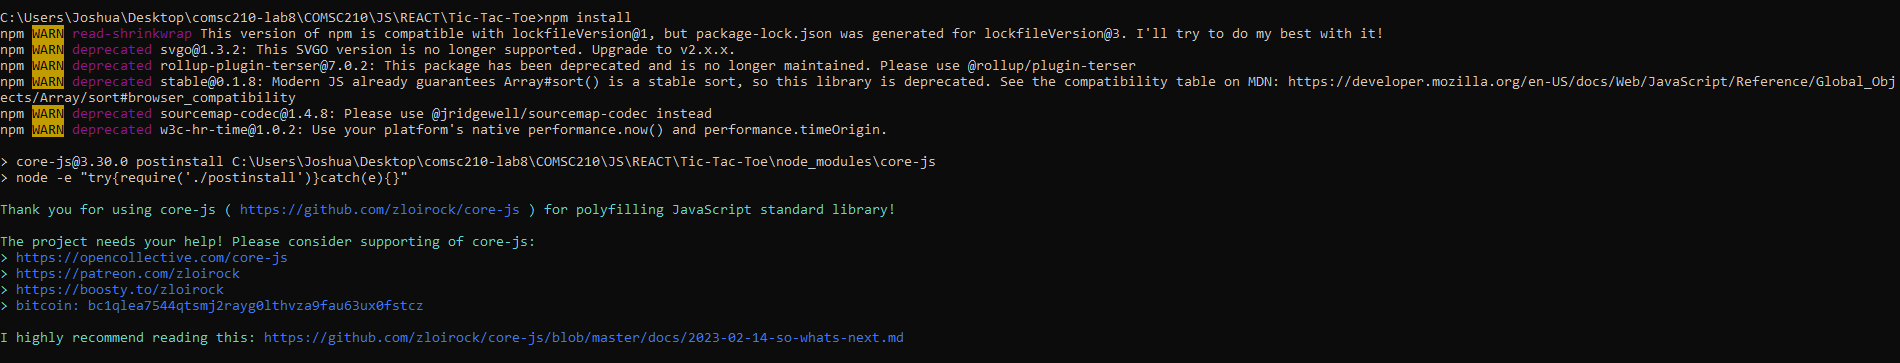 C:\Users\Joshua\Desktop\comsc210-lab8\COMSC210\JS\REACT\Tic-Tac-Toe>npm install
npm WARN read-shrinkwrap This version of npm is compatible with lockfileVersion@1, but package-lock.json was generated for lockfileVersion@3. I'll try to do my best with it!
npm WARN deprecated svgo@1.3.2: This SVGO version is no longer supported. Upgrade to v2.x.x.
npm WARN deprecated rollup-plugin-terser@7.0.2: This package has been deprecated and is no longer maintained. Please use @rollup/plugin-terser
npm WARN deprecated stable@0.1.8: Modern JS already guarantees Array#sort() is a stable sort, so this library is deprecated. See the compatibility table on MDN: https://developer.mozilla.org/en-US/docs/Web/JavaScript/Reference/Global_Obj
ects/Array/sort#browser_compatibility
npm WARN deprecated sourcemap-codec@1.4.8: Please use @jridgewell/sourcemap-codec instead
npm WARN deprecated w3c-hr-time@1.0.2: Use your platform's native performance.now() and performance.timeOrigin.
> core-js@3.30.0 postinstall C:\Users\Joshua\Desktop\comsc210-lab8\COMSC210\JS\REACT\Tic-Tac-Toe\node_modules\core-js
> node -e "try{require('./postinstall')}catch(e){}"
Thank you for using core-js ( https://github.com/zloirock/core-js ) for polyfilling JavaScript standard library!
The project needs your help! Please consider supporting of core-js:
> https://opencollective.com/core-js
> https://patreon.com/zloirock
> https://boosty.to/zloirock
> bitcoin: bc1qlea7544qtsmj2rayg0lthvza9fau63ux0fstcz
I highly recommend reading this: https://github.com/zloirock/core-js/blob/master/docs/2023-02-14-so-whats-next.md